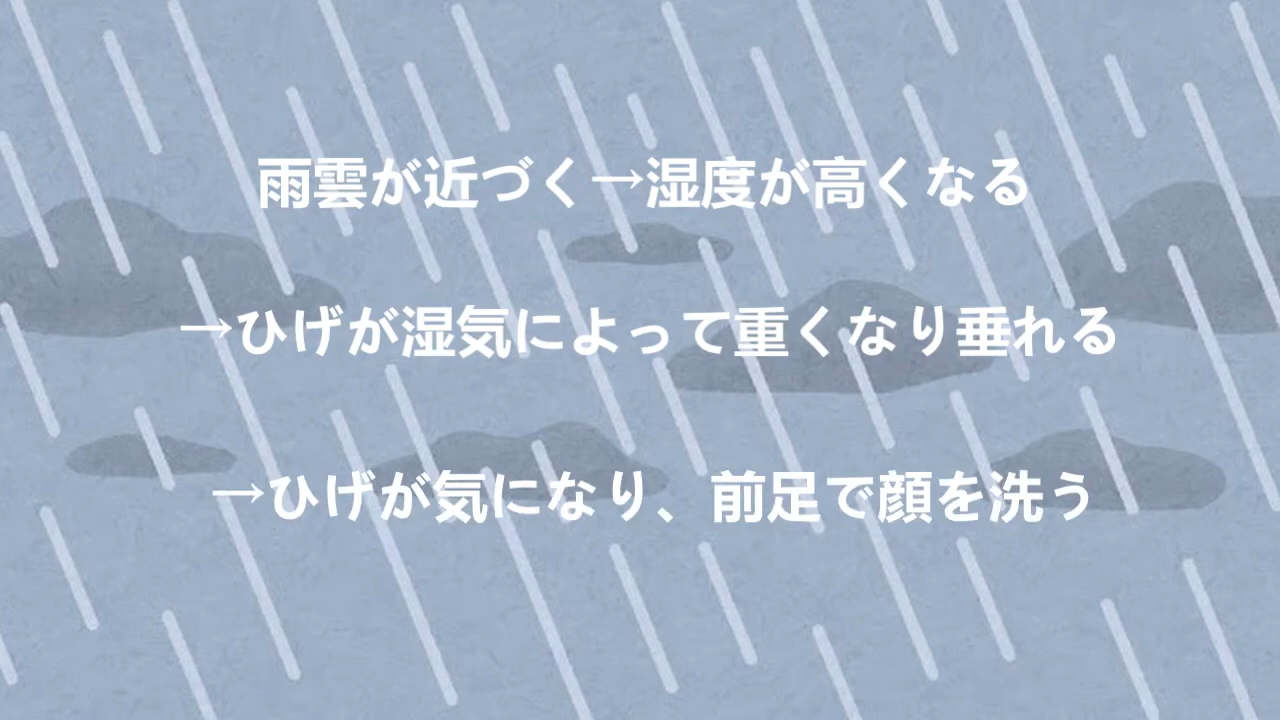 雨雲が近づく→湿度が高くなる
→ひげが湿気によって重くなり垂れる
→ひげが気になり、前足で顔を洗う